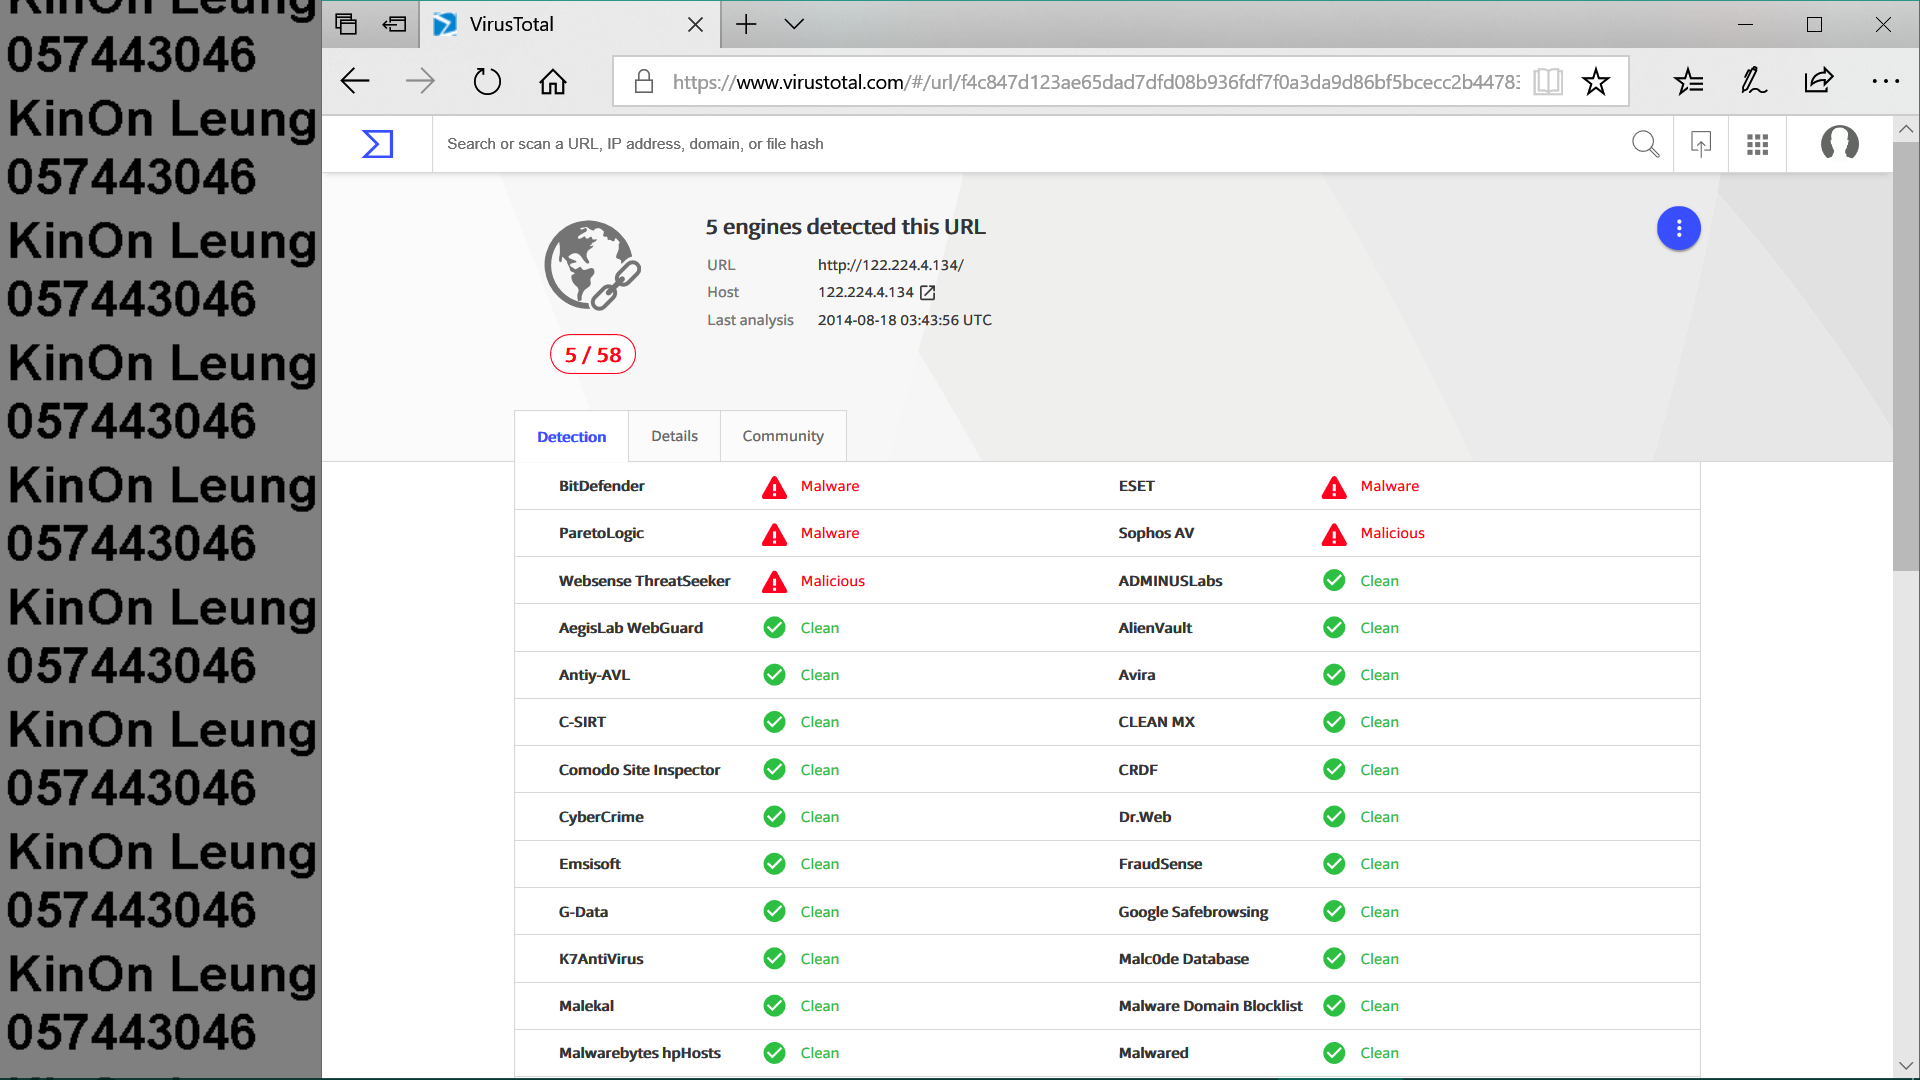 KinOn Leung
057443046
KinOn Leung
057443046
KinOn Leung
057443046
KinOn Leung
057443046
KinOn Leung
057443046
KinOn Leung
057443046
KinOn Leung
057443046
KinOn Leung
057443046
KinOn Leung
057443046
VirusTotal
https://www.virustotal.com/#/url/f4c847d123ae65dad7dfd08b936fdf7f0a3da9d86bf5bcecc2b44783
Search or scan a URL, IP address, domain, or file hash
5 engines detected this URL
URL http://122.224.4.134/
Host 122.224.4.134
Last analysis 2014-08-18 03:43:56 UTC
5 / 58
Detection Details Community
BitDefender Malware ESET Malware
ParetoLogic Malware Sophos AV Malicious
Websense ThreatSeeker Malicious ADMINUSLabs Clean
AegisLab WebGuard Clean AlienVault Clean
Antiy-AVL Clean Avira Clean
C-SIRT Clean CLEAN MX Clean
Comodo Site Inspector Clean CRDF Clean
CyberCrime Clean Dr.Web Clean
Emsisoft Clean FraudSense Clean
G-Data Clean Google Safebrowsing Clean
K7AntiVirus Clean Malc0de Database Clean
Malekal Clean Malware Domain Blocklist Clean
Malwarebytes hpHosts Clean Malwared Clean